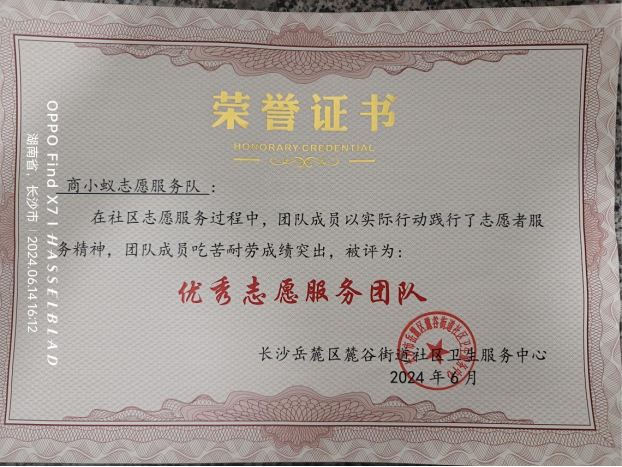 荣誉证书
HONORARY CREDENTIAL
商小蚁志愿服务队：
在社区志愿服务过程中，团队成员以实际行动践行了志愿者服
务精神，团队成员吃苦耐劳成绩突出，被评为：
优秀志愿服务团队
长沙岳麓区麓谷街道社区卫生服务中心
2024 年 6 月
OPPO Find X7 | HASSELBLAD
湖南省，长沙市 | 2024.06.14 16:12